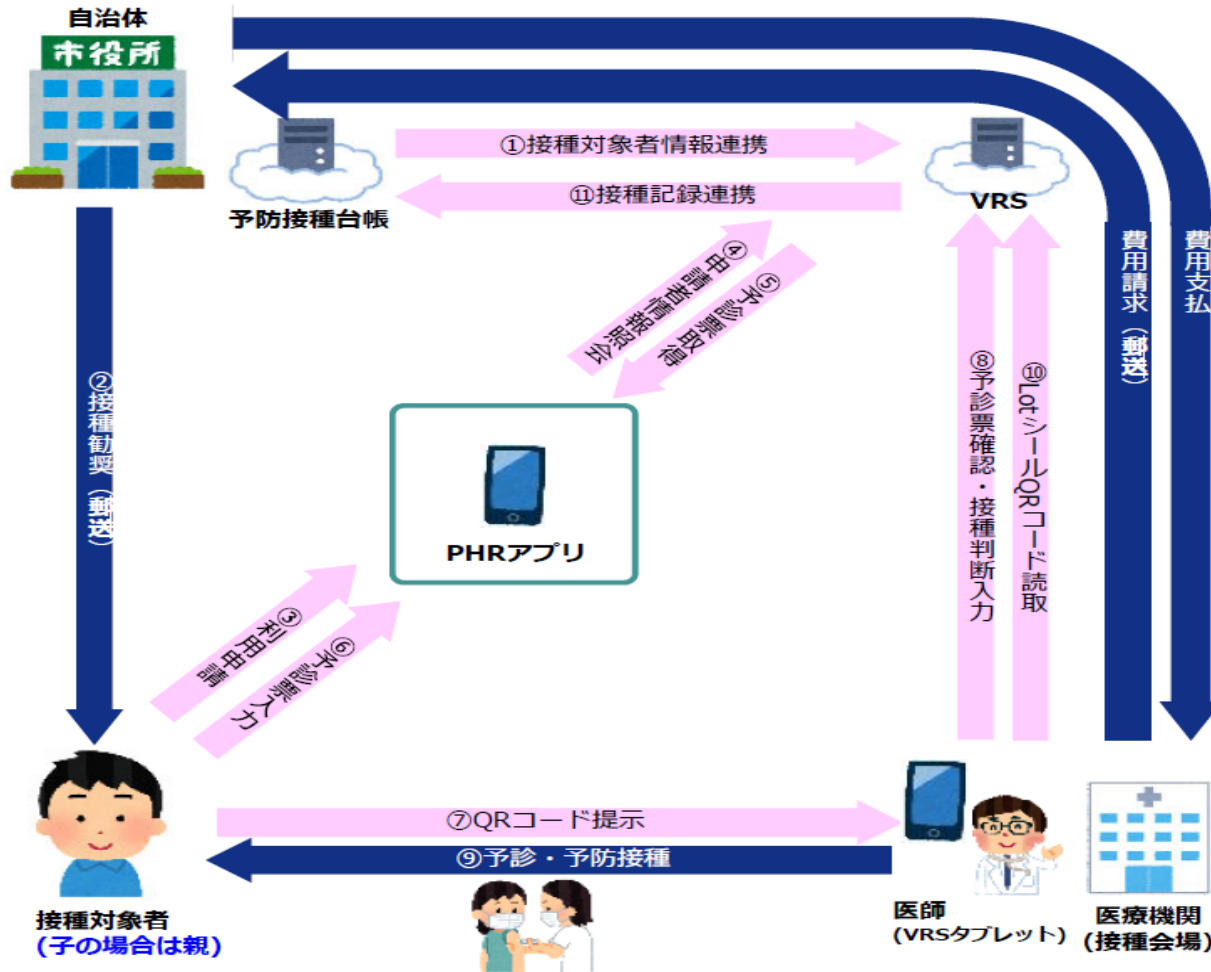 自治体
市役所
予防接種台帳
①接種対象者情報連携
⑪接種記録連携
VRS
④申請者情報照会
⑤予診票取得
費用請求（郵送）
費用支払
②接種勧奨（郵送）
⑧予診票確認・接種判断入力
⑩LotシールQRコード読取
PHRアプリ
③利用申請
⑥予診票入力
⑦QRコード提示
⑨予診・予防接種
接種対象者
(子の場合は親)
医師
(VRSタブレット)
医療機関
(接種会場)